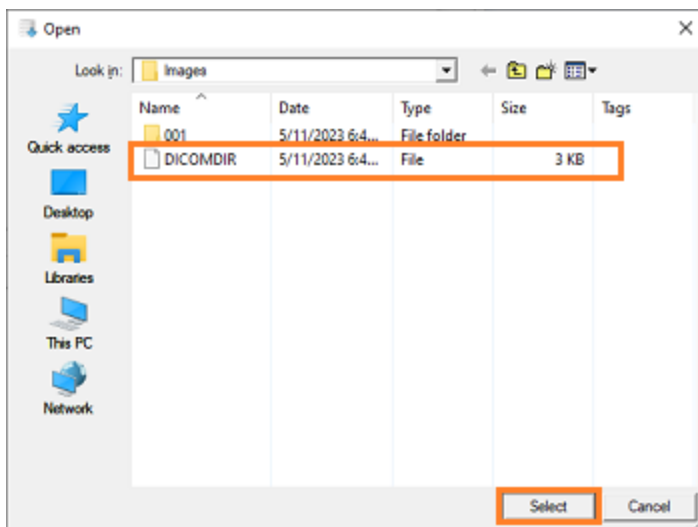 Open
Look in: Images
Name Date Type Size Tags
001 5/11/2023 6:4... File folder
DICOMDIR 5/11/2023 6:4... File 3 KB
Quick access
Desktop
Libraries
This PC
Network
Select Cancel